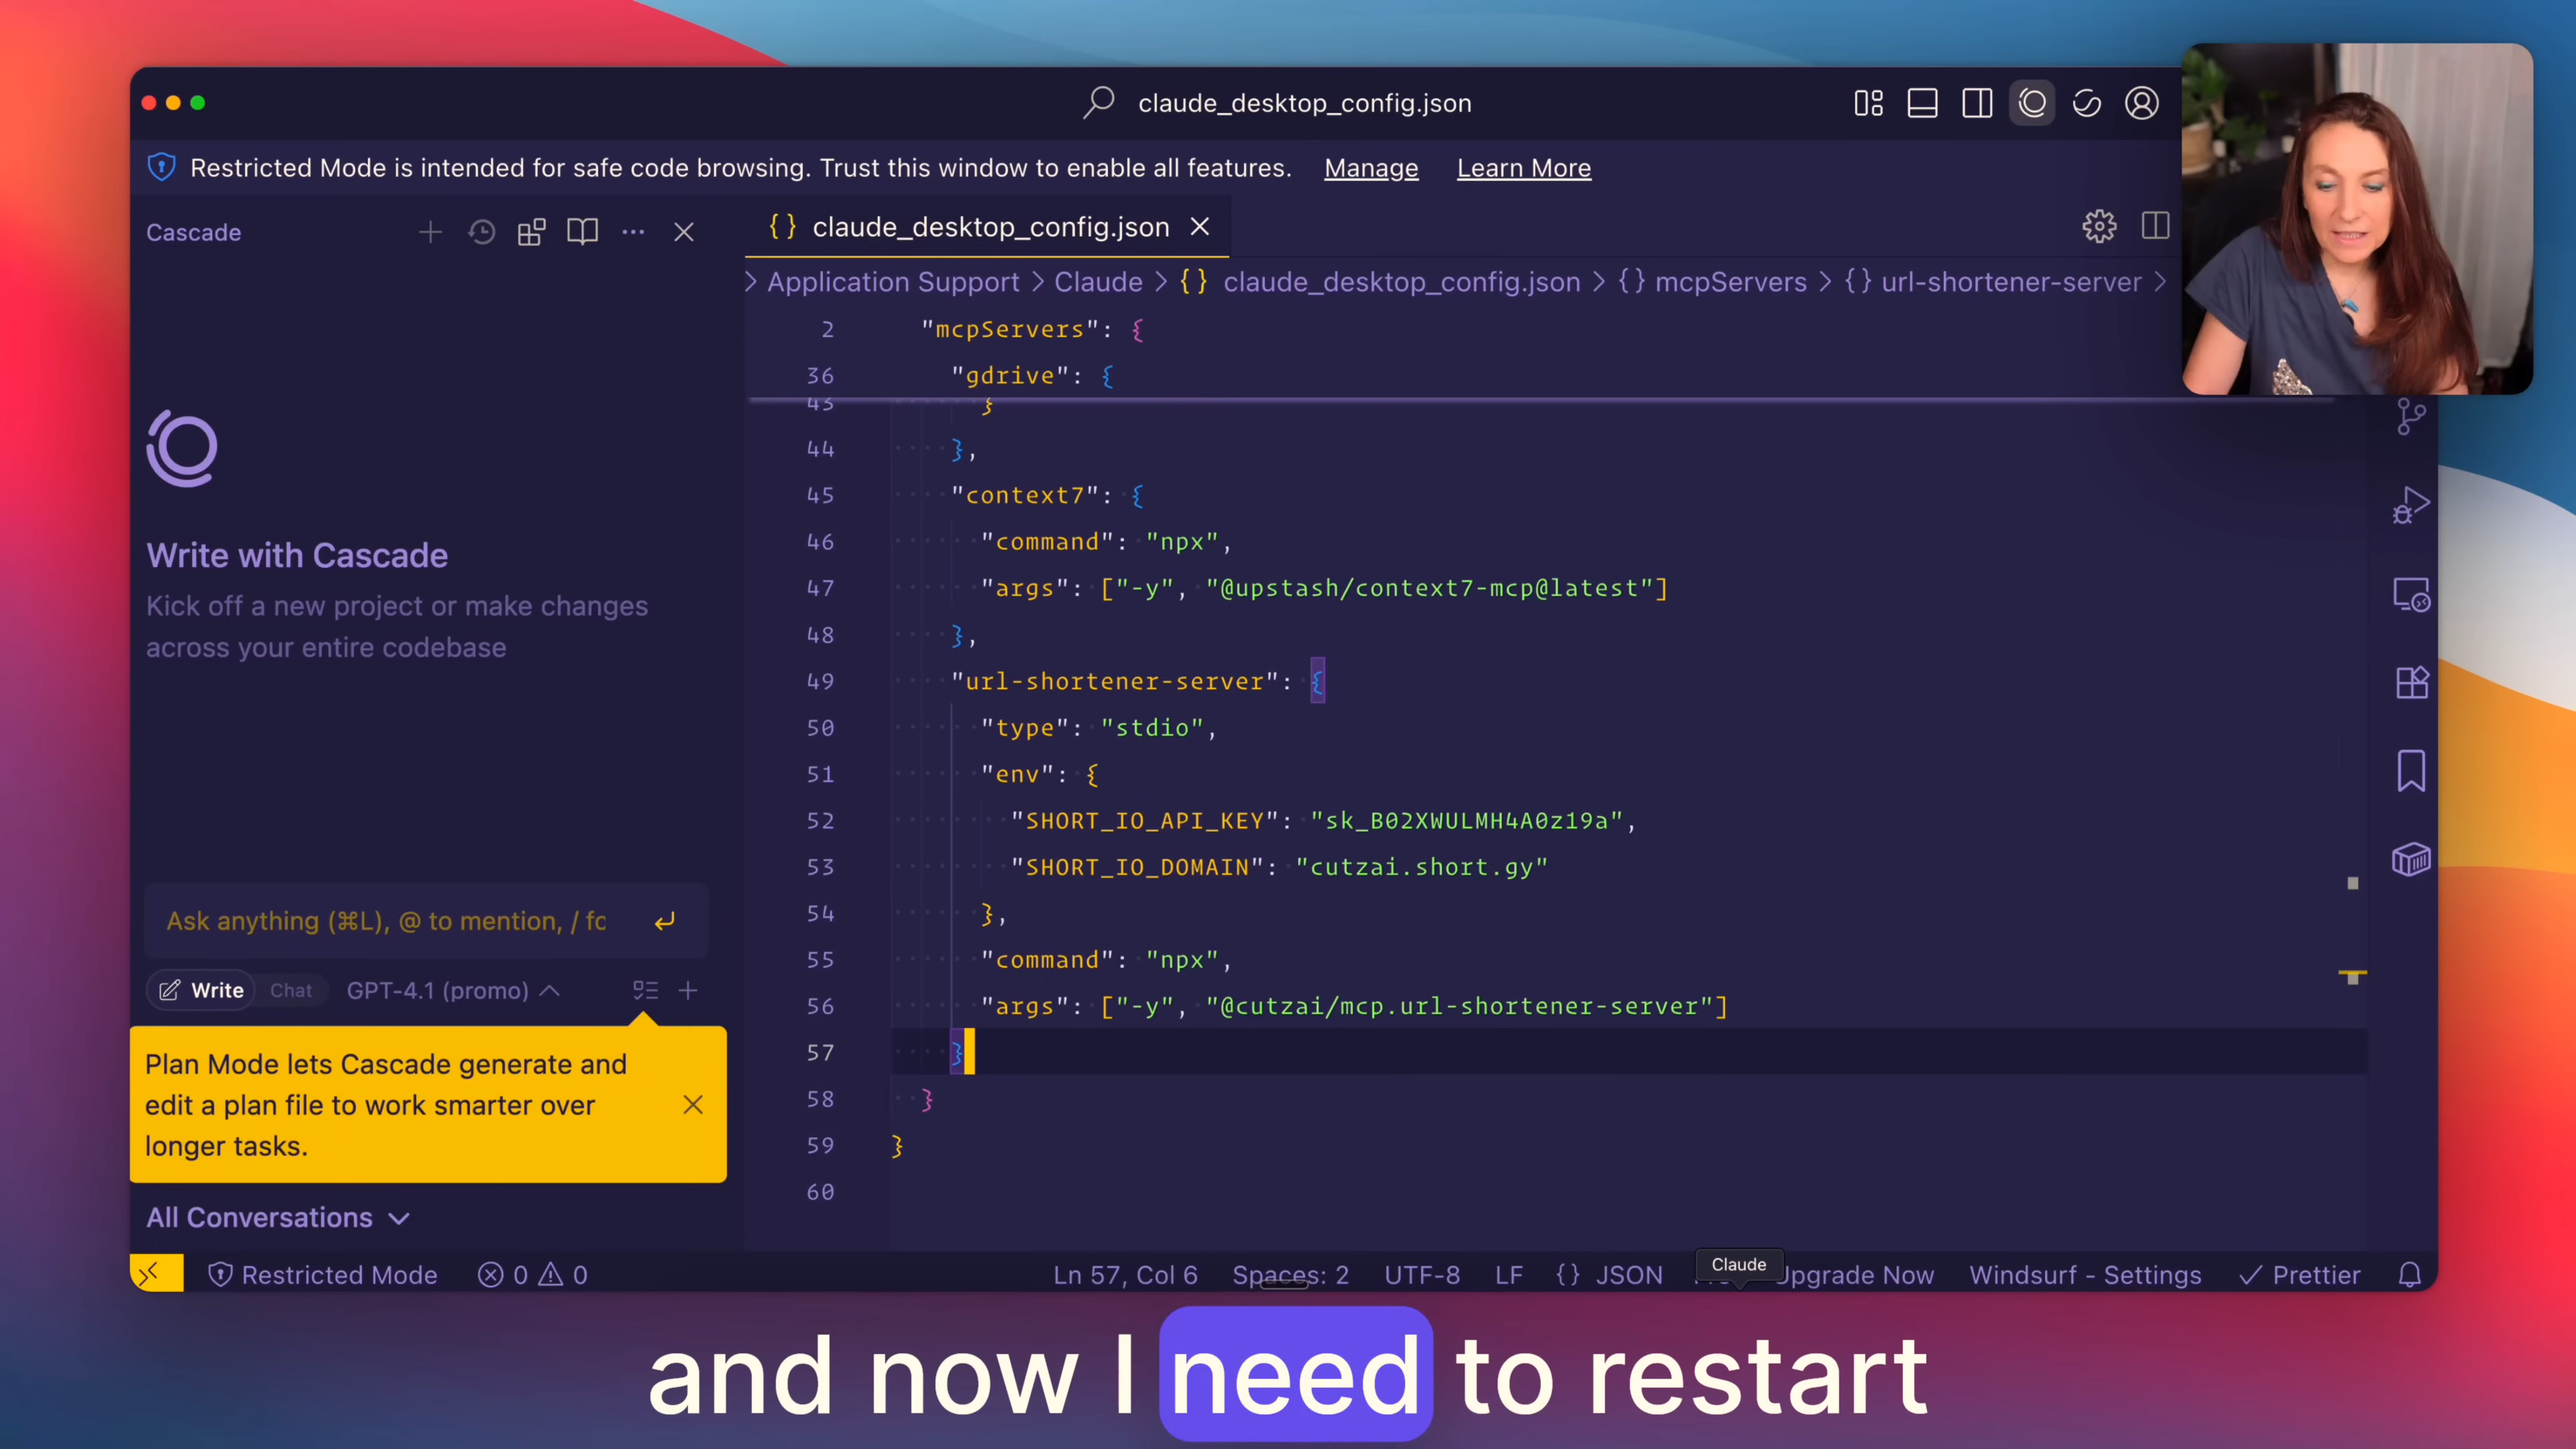 claude_desktop_config.json
Restricted Mode is intended for safe code browsing. Trust this window to enable all features. Manage Learn More
Cascade
claude_desktop_config.json
Application Support > Claude > {} claude_desktop_config.json > {} mcpServers > {} url-shortener-server >
2 "mcpServers": {
36 "gdrive": {
43 }
44 },
45 "context7": {
46 "command": "npx",
47 "args": ["-y", "@upstash/context7-mcp@latest"]
48 },
49 "url-shortener-server": {
50 "type": "stdio",
51 "env": {
52 "SHORT_IO_API_KEY": "sk_B02XWULMH4A0z19a",
53 "SHORT_IO_DOMAIN": "cutzai.short.gy"
54 },
55 "command": "npx",
56 "args": ["-y", "@cutzai/mcp.url-shortener-server"]
57 }
58 }
59 }
60
Write with Cascade
Kick off a new project or make changes
across your entire codebase
Ask anything (⌘L), @ to mention, / fo
Write Chat GPT-4.1 (promo)
Plan Mode lets Cascade generate and
edit a plan file to work smarter over
longer tasks.
All Conversations
Restricted Mode 0 0 Ln 57, Col 6 Spaces: 2 UTF-8 LF {} JSON Upgrade Now Windsurf - Settings Prettier
Claude
and now I need to restart